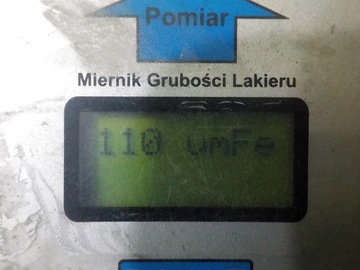 Pomiar
Miernik Grubości Lakieru
110 umFe